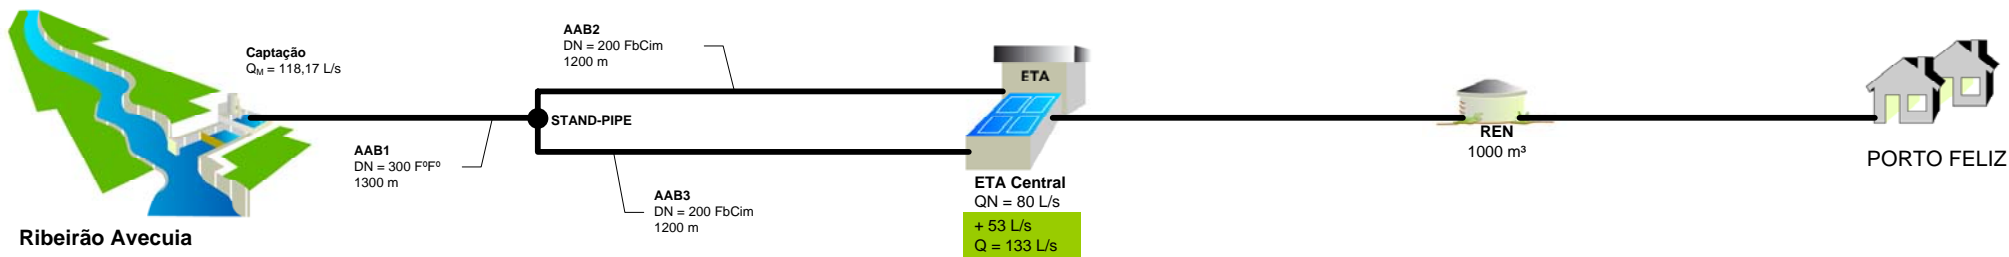 Captação
Q_M = 118,17 L/s
AAB2
DN = 200 FbCim
1200 m
ETA
STAND-PIPE
AAB1
DN = 300 FºFº
1300 m
AAB3
DN = 200 FbCim
1200 m
ETA Central
QN = 80 L/s
+ 53 L/s
Q = 133 L/s
REN
1000 m³
PORTO FELIZ
Ribeirão Avecuia